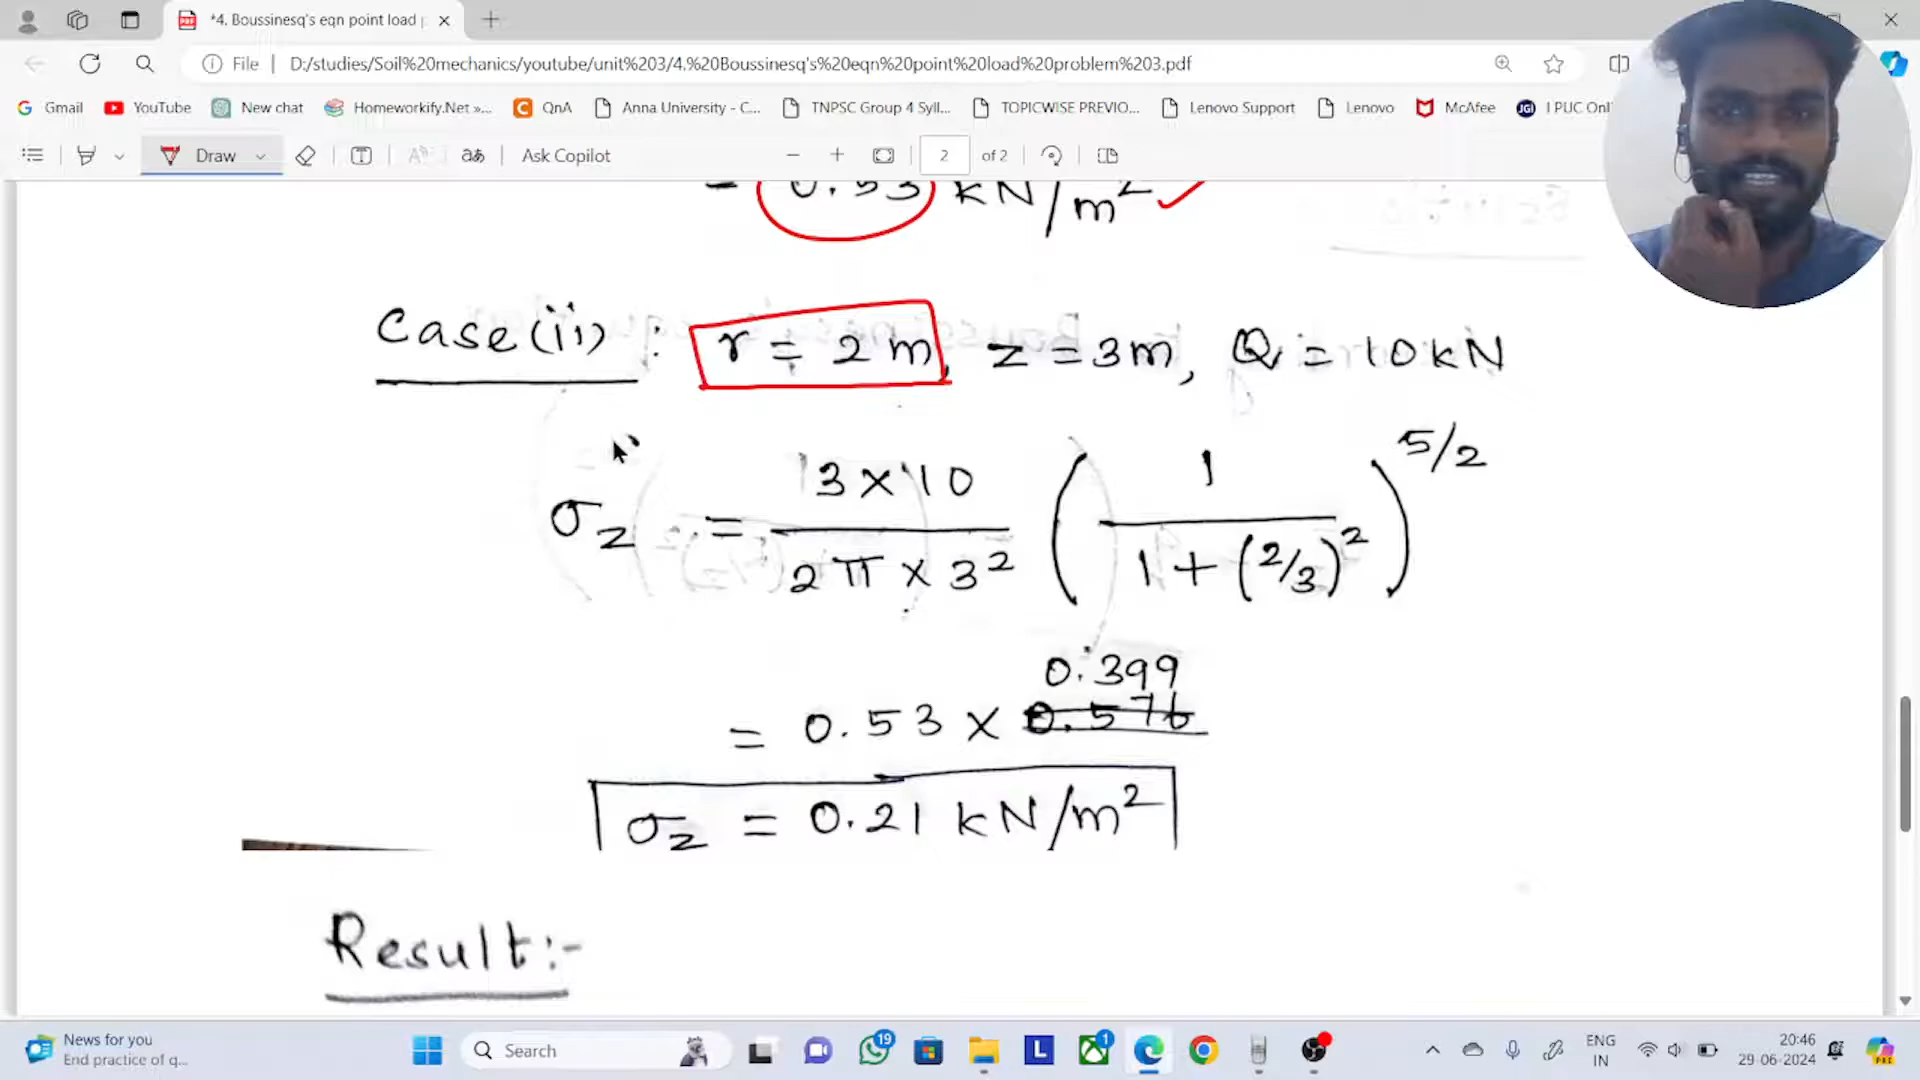 *4. Boussinesq's eqn point load
File D:/studies/Soil%20mechanics/youtube/unit%203/4.%20Boussinesq's%20eqn%20point%20load%20problem%203.pdf
Gmail YouTube New chat Homeworkify.Net »... QnA Anna University - C... TNPSC Group 4 Syll... TOPICWISE PREVIO... Lenovo Support Lenovo McAfee I PUC Onl
Draw Ask Copilot 2 of 2
= 0.53 kN/m²
Case (ii) : r = 2 m, z = 3 m, Q = 10 kN
σz = 3 × 10 / 2π × 3² ( 1 / 1 + (2/3)² )^5/2
0.399
= 0.53 × 0.576
σz = 0.21 kN/m²
Result:-
News for you
End practice of q...
Search
19
1
ENG
IN
20:46
29-06-2024